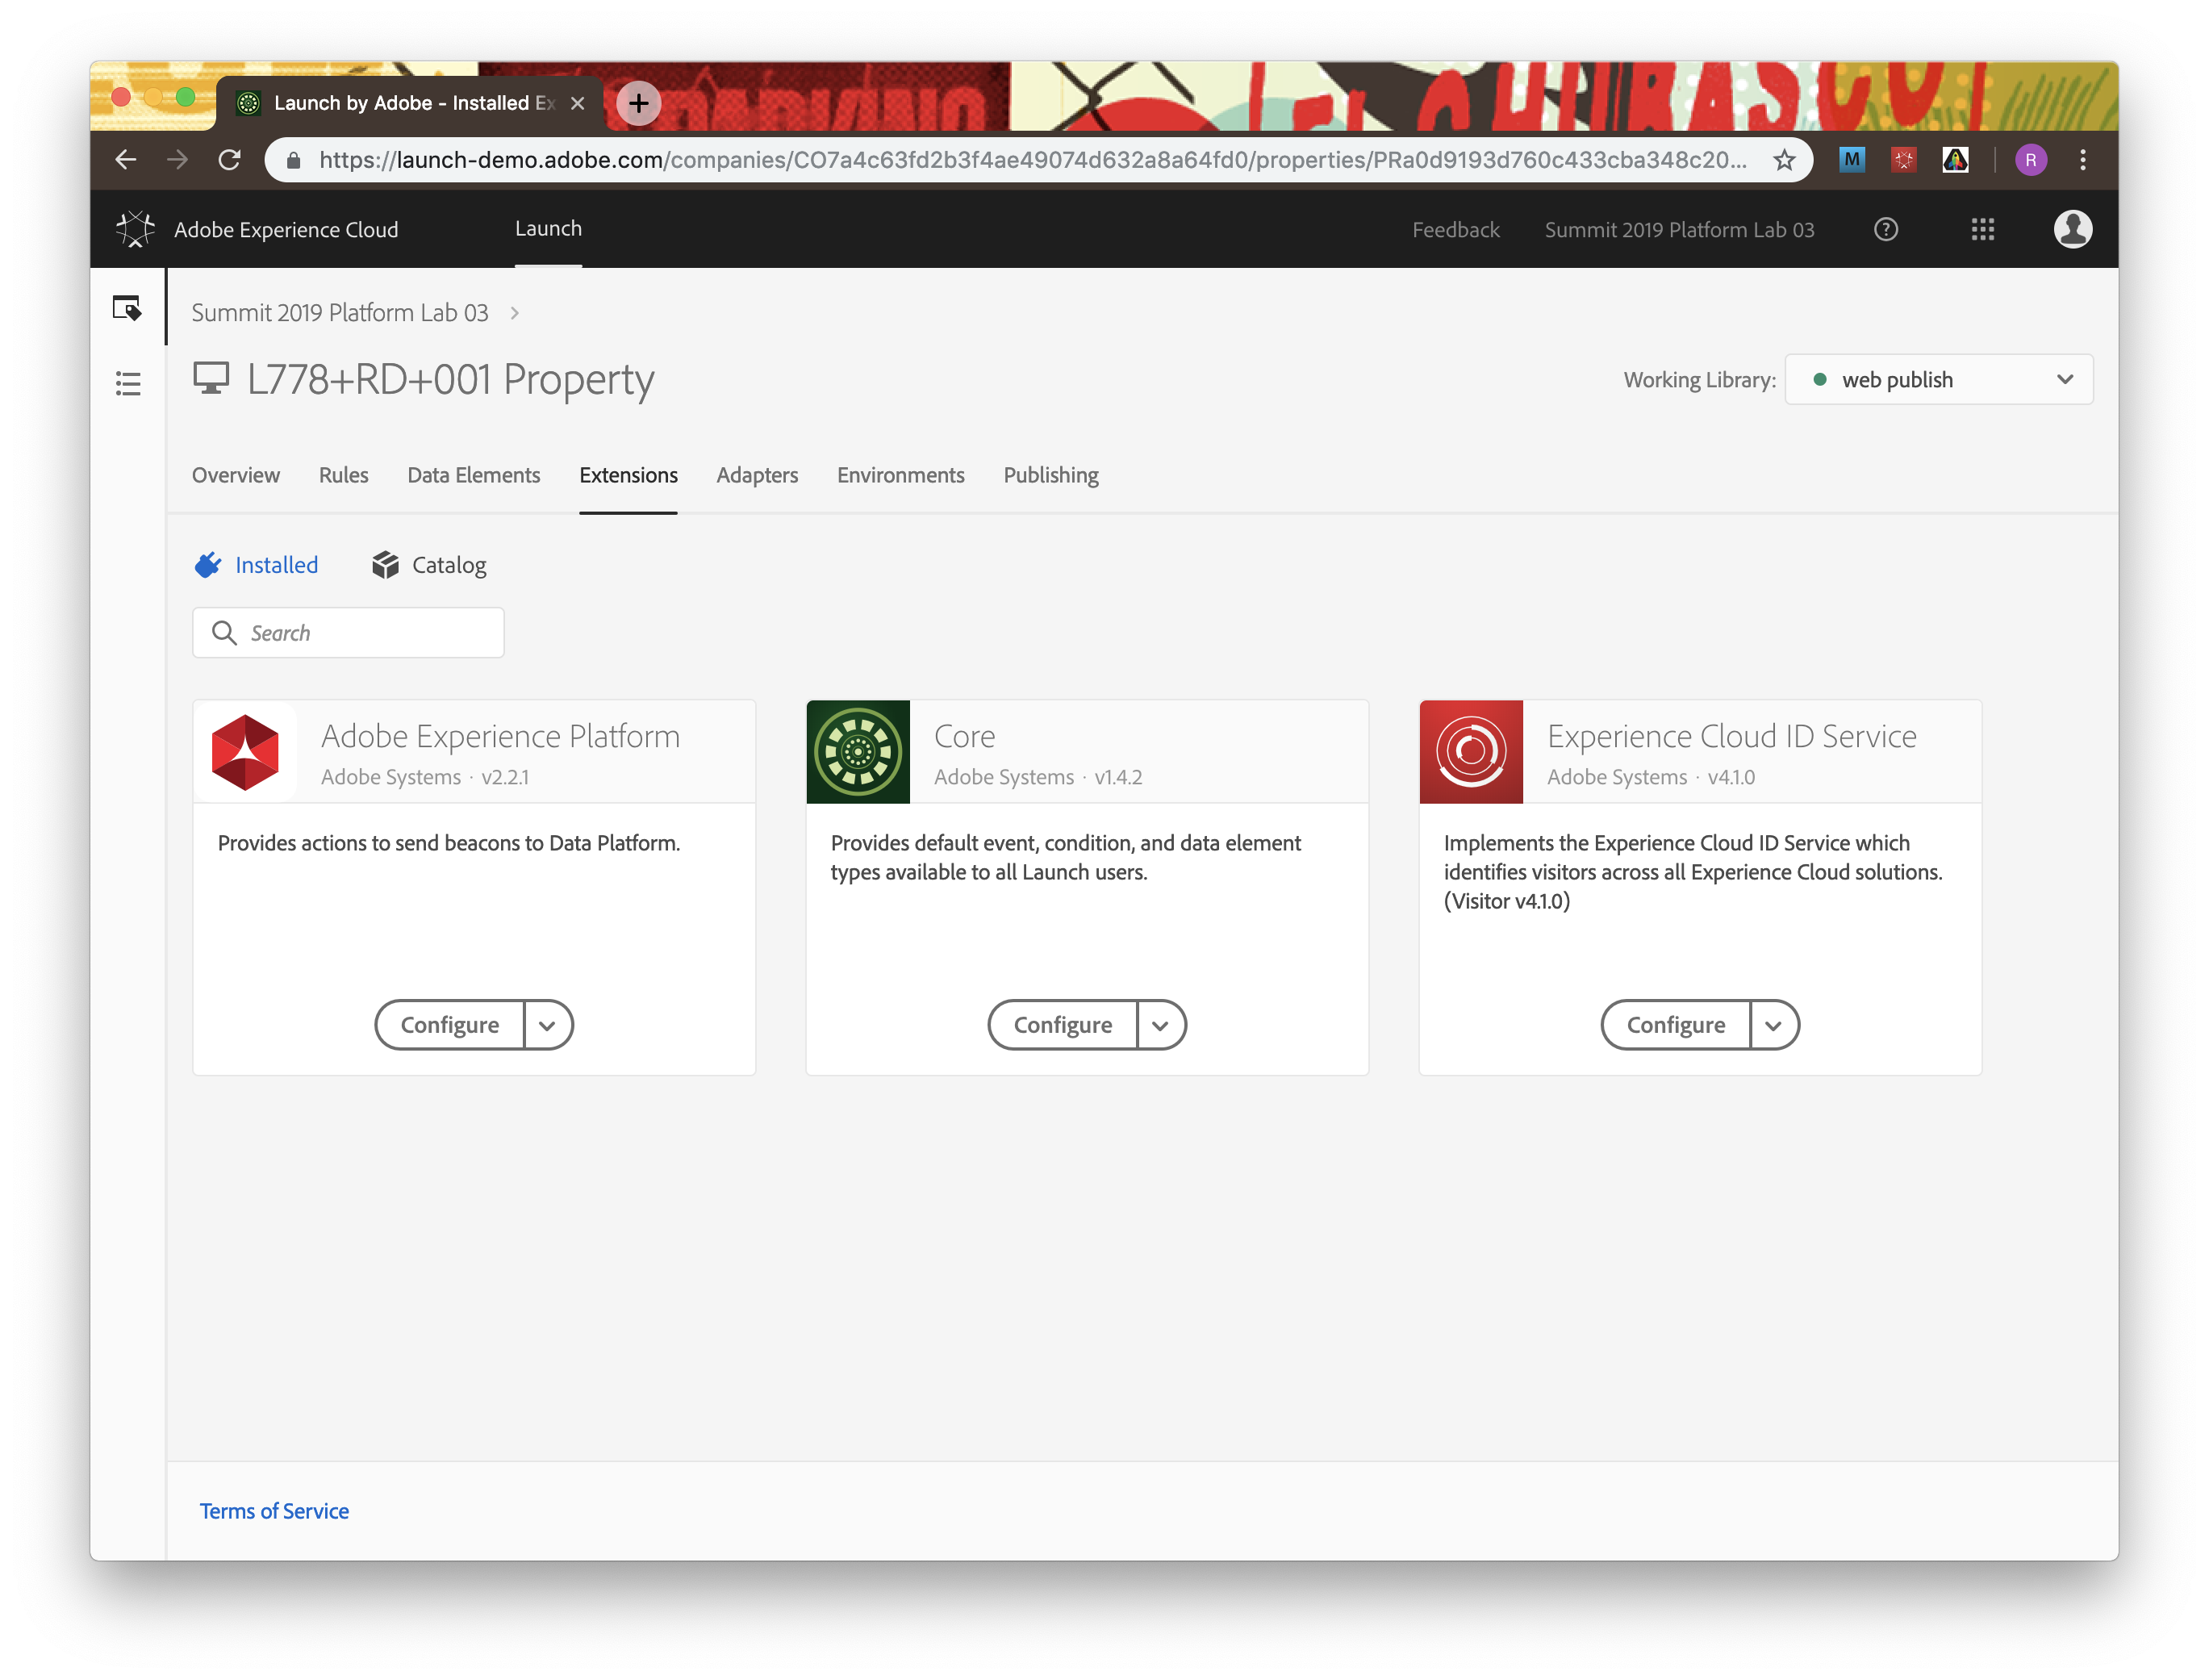 Launch by Adobe - Installed Ex
https://launch-demo.adobe.com/companies/CO7a4c63fd2b3f4ae49074d632a8a64fd0/properties/PRa0d9193d760c433cba348c20...
M
R
Adobe Experience Cloud
Launch
Feedback
Summit 2019 Platform Lab 03
Summit 2019 Platform Lab 03
L778+RD+001 Property
Working Library:
web publish
Overview
Rules
Data Elements
Extensions
Adapters
Environments
Publishing
Installed
Catalog
Search
Adobe Experience Platform
Adobe Systems · v2.2.1
Provides actions to send beacons to Data Platform.
Configure
Core
Adobe Systems · v1.4.2
Provides default event, condition, and data element
types available to all Launch users.
Configure
Experience Cloud ID Service
Adobe Systems · v4.1.0
Implements the Experience Cloud ID Service which
identifies visitors across all Experience Cloud solutions.
(Visitor v4.1.0)
Configure
Terms of Service